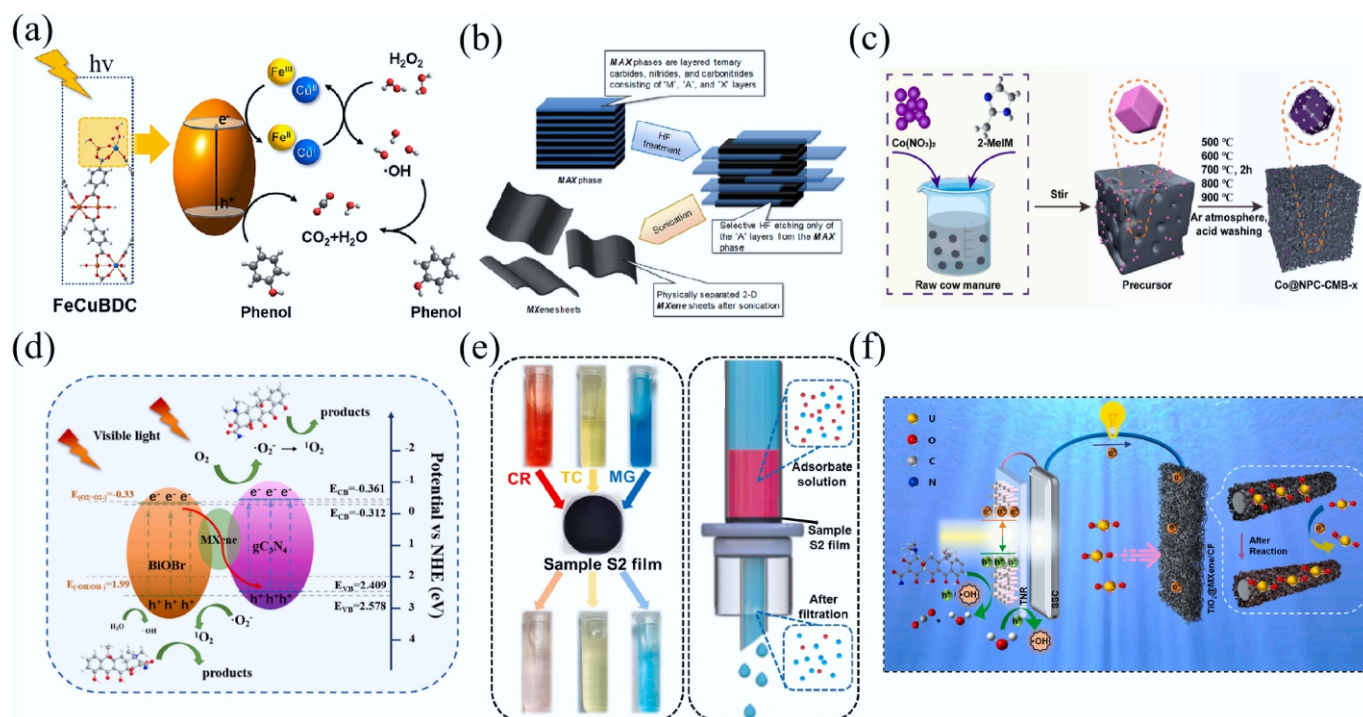 (a)
hv
FeCuBDC
e-
h+
Fe^III
Cu^II
Fe^II
Cu^I
H₂O₂
·OH
CO₂+H₂O
Phenol
Phenol
(b)
MAX phases are layered ternary
carbides, nitrides, and carbonitrides
consisting of "M", "A", and "X" layers
MAX phase
HF
treatment
Sonication
Selective HF etching only of
the "A" layers from the MAX
phase
Physically separated 2-D
MXene sheets after sonication
MXene sheets
(c)
Co(NO₃)₂
2-MeIM
Raw cow manure
Stir
Precursor
500 °C
600 °C
700 °C, 2h
800 °C
900 °C
Ar atmosphere,
acid washing
Co@NPC-CMB-x
(d)
Visible light
products
O₂
·O₂⁻ → ¹O₂
E(O2/·O2-)=-0.33
e- e- e-
e- e- e-
E_CB=-0.361
E_CB=-0.312
MXene
BiOBr
gC₃N₄
E(·OH/OH-)=1.99
h+ h+ h+
h+ h+ h+
E_VB=2.409
E_VB=2.578
H₂O
·OH
¹O₂
·O₂⁻
products
-2
-1
0
1
2
3
4
Potential vs NHE (eV)
(e)
CR
TC
MG
Sample S2 film
Adsorbate
solution
Sample
S2 film
After
filtration
(f)
U
O
C
N
e-
e- e- e-
h+ h+ h+
h+
·OH
h+
·OH
TNR
SSC
TiO₂@MXene/CF
e-
e-
e-
After
Reaction
e-